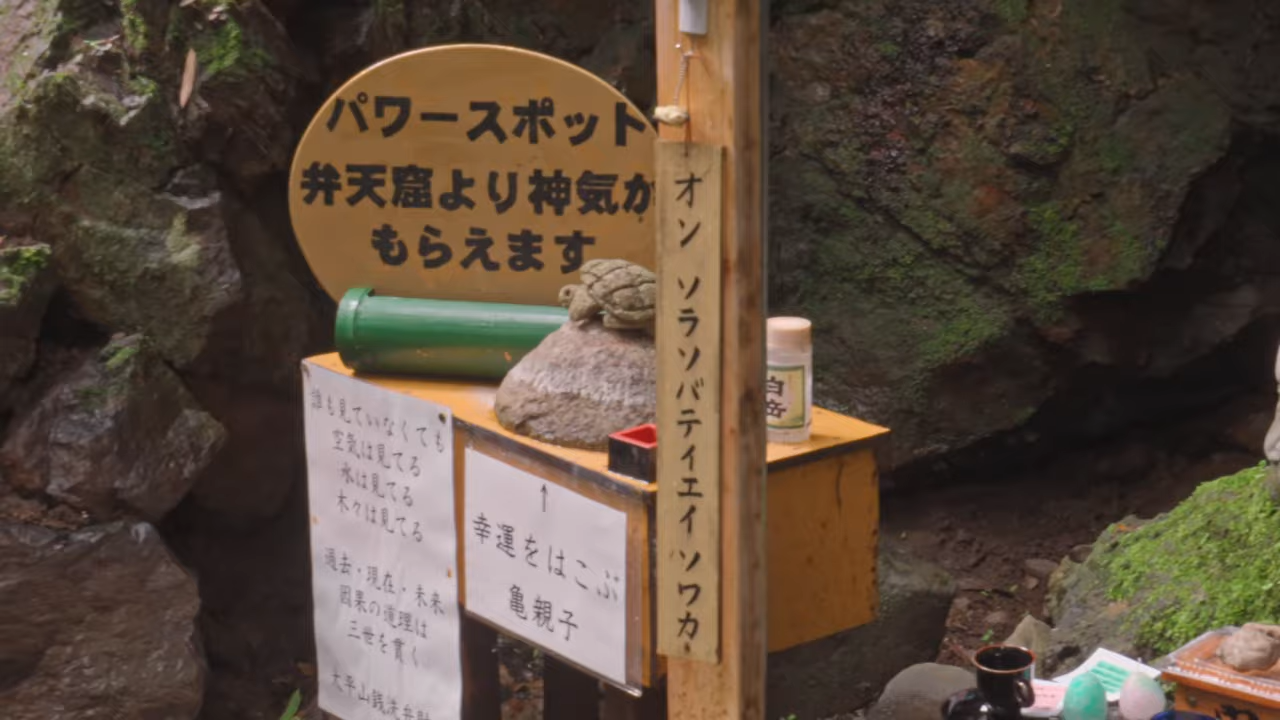 パワースポット
弁天窟より神気が
もらえます
オン ソラソバティエイ ソワカ
白岳
誰も見ていなくても
空気は見てる
水は見てる
木々は見てる
過去・現在・未来
因果の道理は
三世を貫く
太平山銭洗弁財
↑
幸運をはこぶ
亀親子